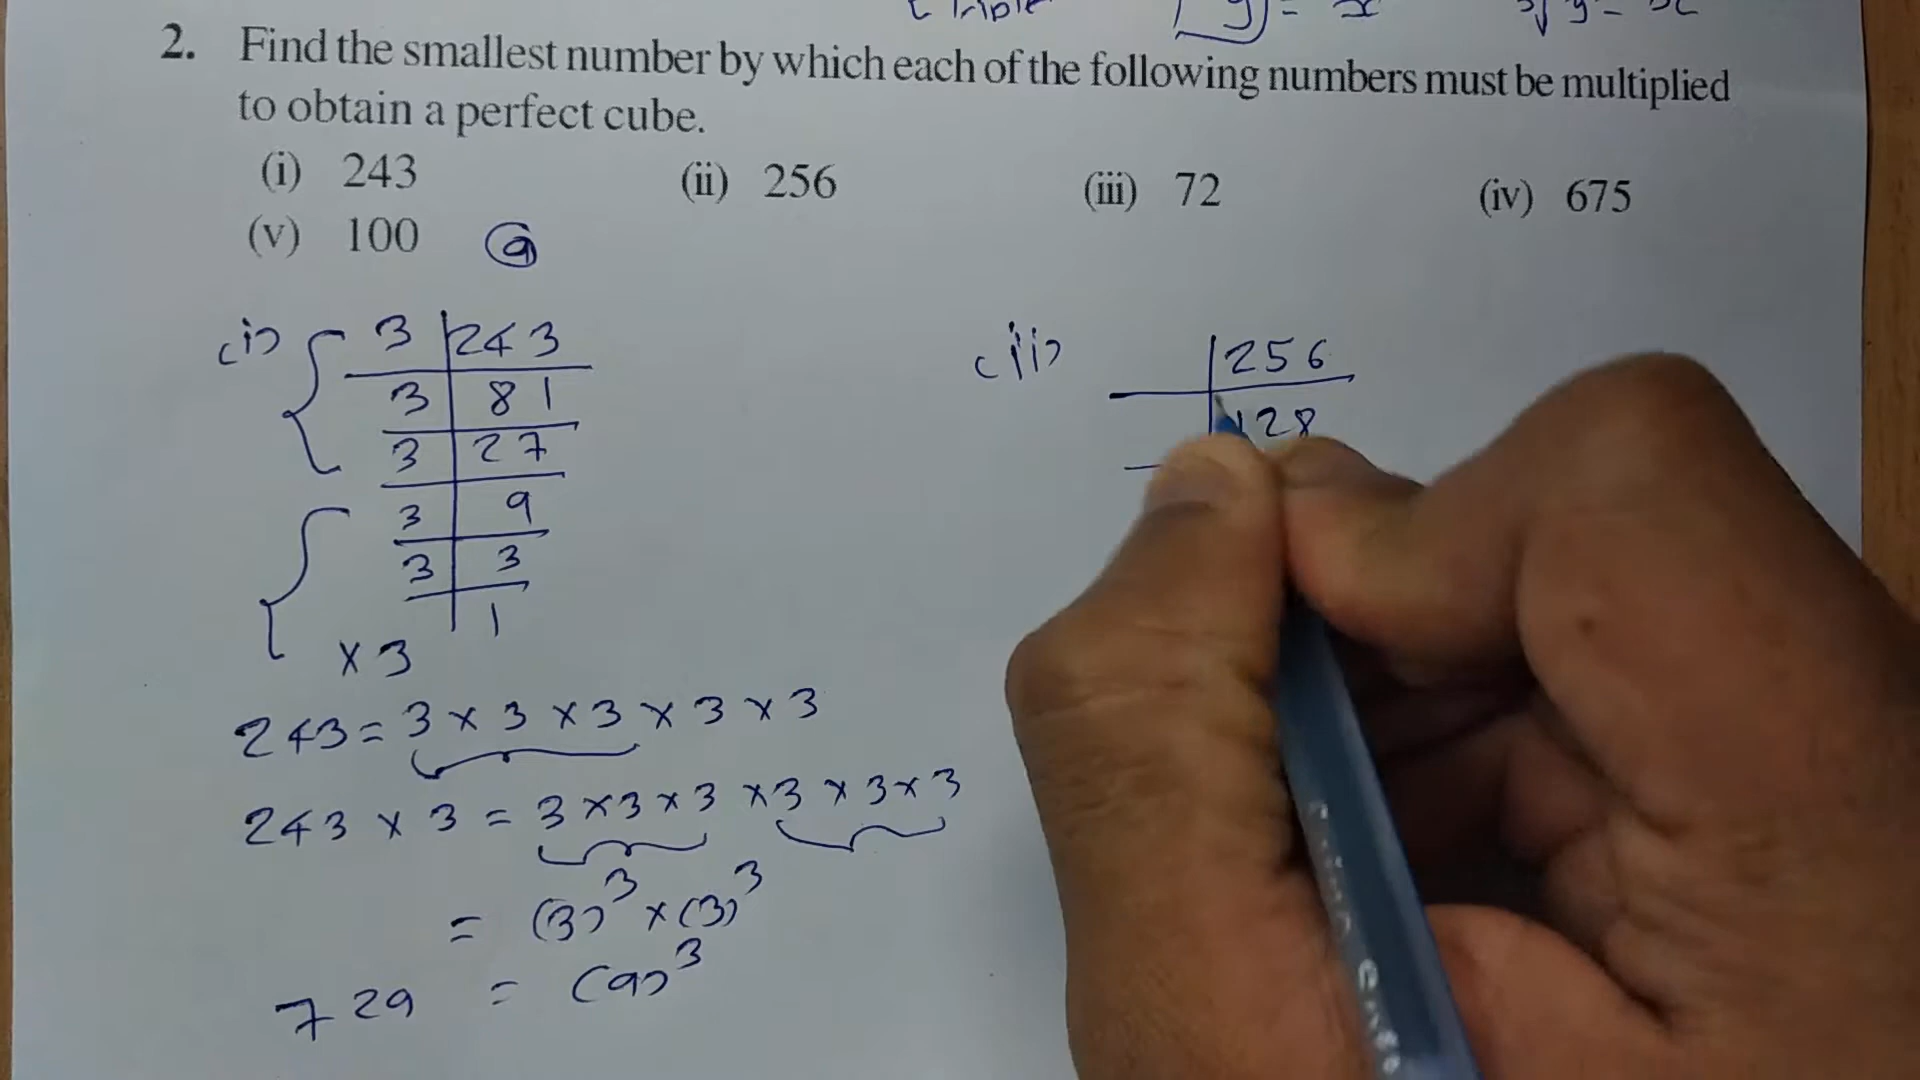 2. Find the smallest number by which each of the following numbers must be multiplied
to obtain a perfect cube.
(i) 243 (ii) 256 (iii) 72 (iv) 675
(v) 100 9
(i) 3 243
3 81
3 27
3 9
3 3
1
× 3
243 = 3 × 3 × 3 × 3 × 3
243 × 3 = 3 × 3 × 3 × 3 × 3 × 3
= (3)³ × (3)³
729 = (9)³
(ii) 256
128